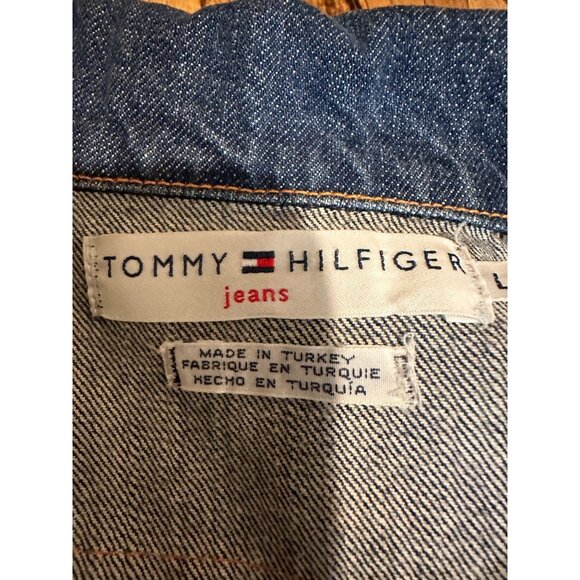 TOMMY HILFIGER
L
jeans
MADE IN TURKEY
FABRIQUE EN TURQUIE
HECHO EN TURQUÍA